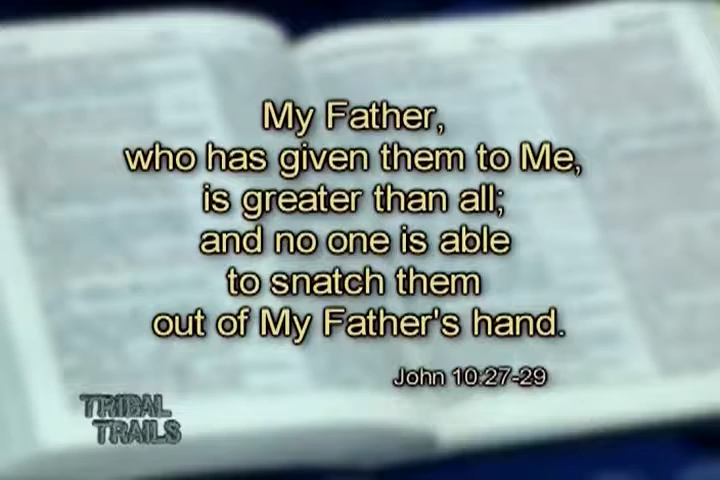 My Father,
who has given them to Me,
is greater than all;
and no one is able
to snatch them
out of My Father's hand.
John 10:27-29
TRIBAL
TRAILS